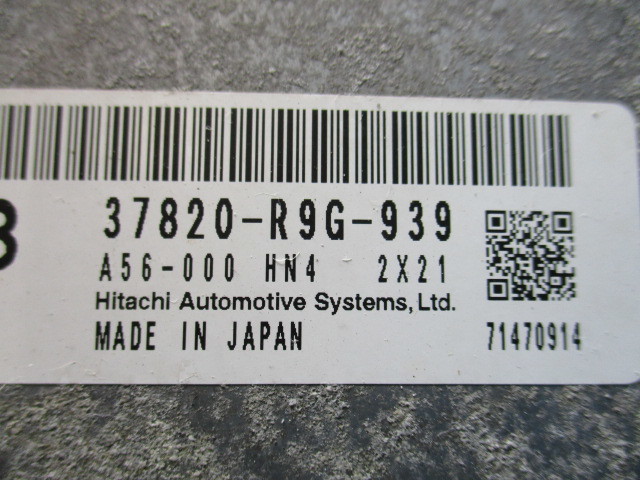 37820-R9G-939
A56-000 HN4 2X21
Hitachi Automotive Systems, Ltd.
MADE IN JAPAN
71470914